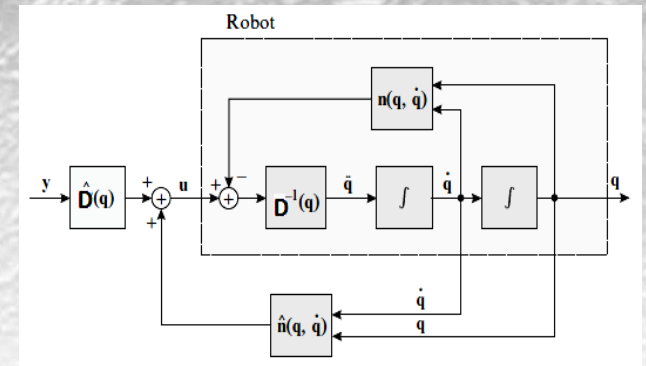 Robot
n(q, q̇)
y
D̂(q)
+
+
u
+
−
D⁻¹(q)
q̈
∫
q̇
∫
q
n̂(q, q̇)
q̇
q